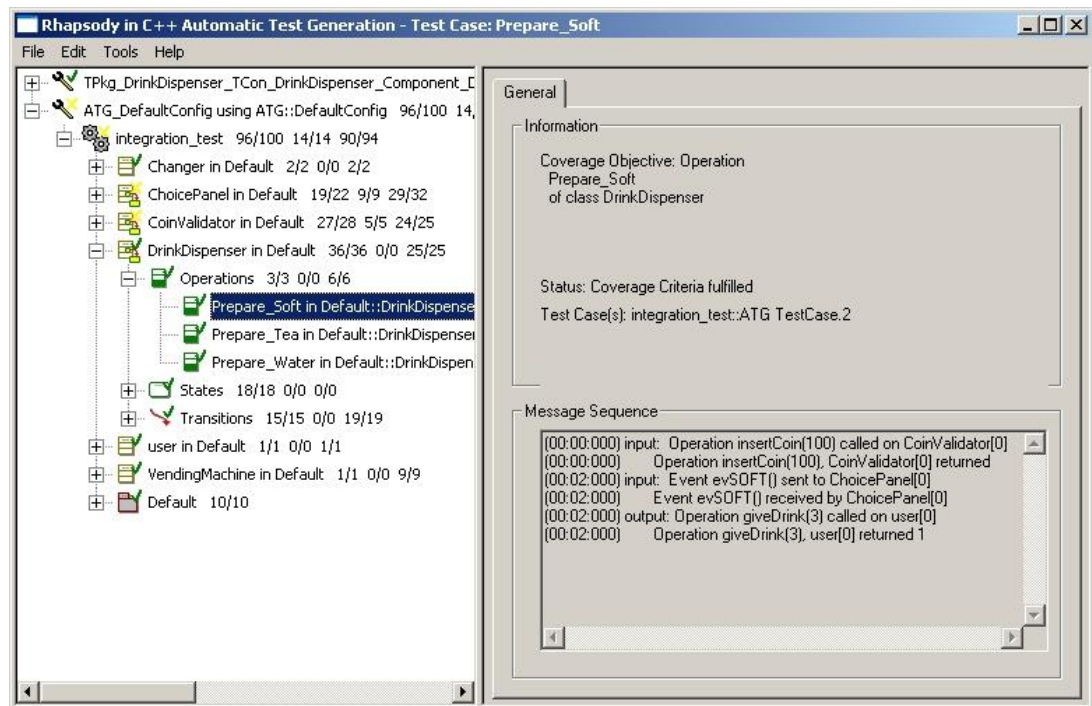 Rhapsody in C++ Automatic Test Generation - Test Case: Prepare_Soft
File Edit Tools Help
TPkg_DrinkDispenser_TCon_DrinkDispenser_Component_D
ATG_DefaultConfig using ATG::DefaultConfig 96/100 14,
integration_test 96/100 14/14 90/94
Changer in Default 2/2 0/0 2/2
ChoicePanel in Default 19/22 9/9 29/32
CoinValidator in Default 27/28 5/5 24/25
DrinkDispenser in Default 36/36 0/0 25/25
Operations 3/3 0/0 6/6
Prepare_Soft in Default::DrinkDispense
Prepare_Tea in Default::DrinkDispenser
Prepare_Water in Default::DrinkDispen
States 18/18 0/0 0/0
Transitions 15/15 0/0 19/19
user in Default 1/1 0/0 1/1
VendingMachine in Default 1/1 0/0 9/9
Default 10/10
General
Information
Coverage Objective: Operation
Prepare_Soft
of class DrinkDispenser
Status: Coverage Criteria fulfilled
Test Case(s): integration_test::ATG TestCase.2
Message Sequence
(00:00:000) input: Operation insertCoin(100) called on CoinValidator[0]
(00:00:000) Operation insertCoin(100), CoinValidator[0] returned
(00:02:000) input: Event evSOFT() sent to ChoicePanel[0]
(00:02:000) Event evSOFT() received by ChoicePanel[0]
(00:02:000) output: Operation giveDrink(3) called on user[0]
(00:02:000) Operation giveDrink(3), user[0] returned 1